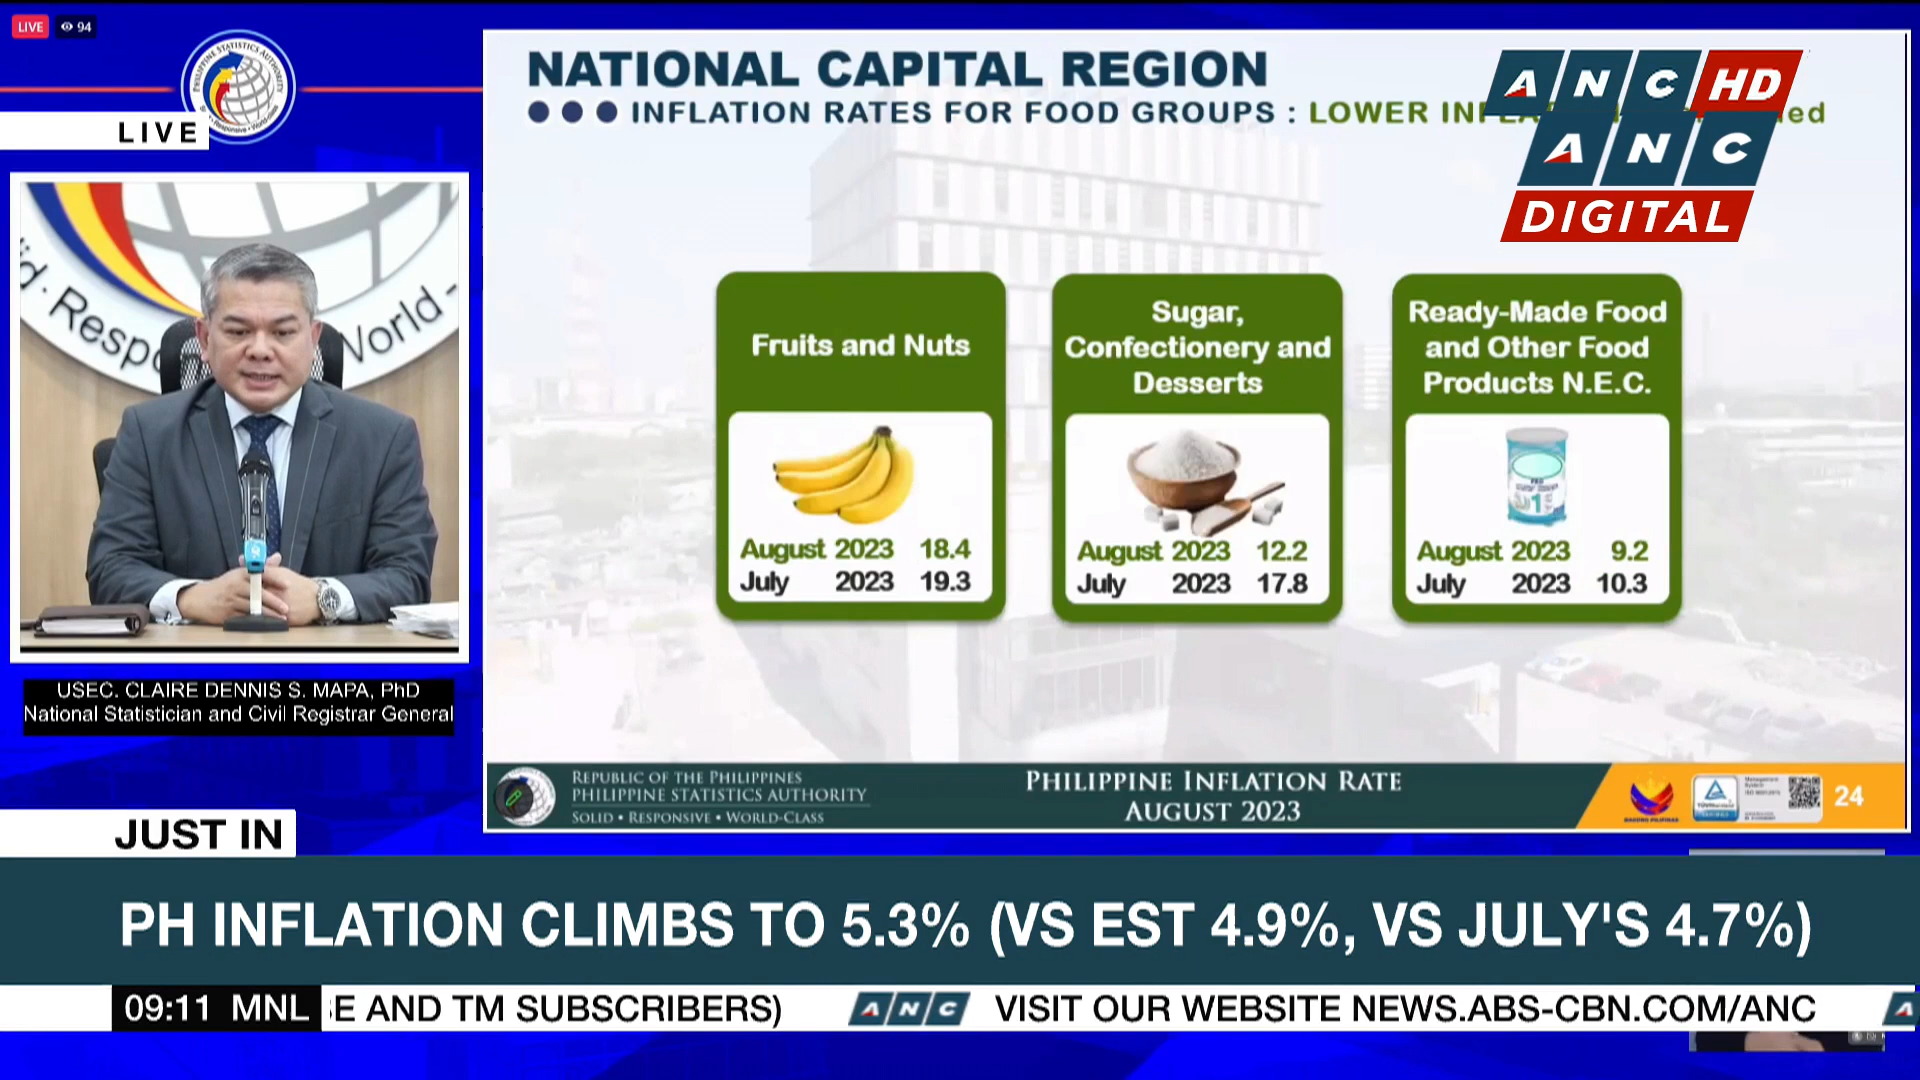 LIVE 94
PHILIPPINE STATISTICS AUTHORITY
LIVE
NATIONAL CAPITAL REGION
INFLATION RATES FOR FOOD GROUPS : LOWER
ANC HD
ANC
DIGITAL
Fruits and Nuts
August 2023 18.4
July 2023 19.3
Sugar,
Confectionery and
Desserts
August 2023 12.2
July 2023 17.8
Ready-Made Food
and Other Food
Products N.E.C.
August 2023 9.2
July 2023 10.3
USEC. CLAIRE DENNIS S. MAPA, PhD
National Statistician and Civil Registrar General
REPUBLIC OF THE PHILIPPINES
PHILIPPINE STATISTICS AUTHORITY
SOLID • RESPONSIVE • WORLD-CLASS
PHILIPPINE INFLATION RATE
AUGUST 2023
24
JUST IN
PH INFLATION CLIMBS TO 5.3% (VS EST 4.9%, VS JULY'S 4.7%)
09:11 MNL E AND TM SUBSCRIBERS) ANC VISIT OUR WEBSITE NEWS.ABS-CBN.COM/ANC